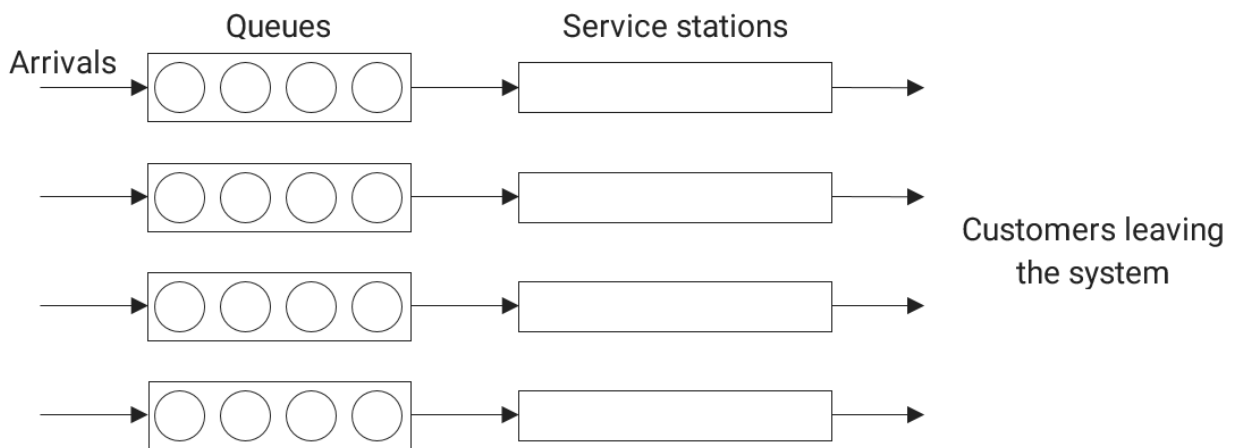 Queues
Service stations
Arrivals
Customers leaving
the system